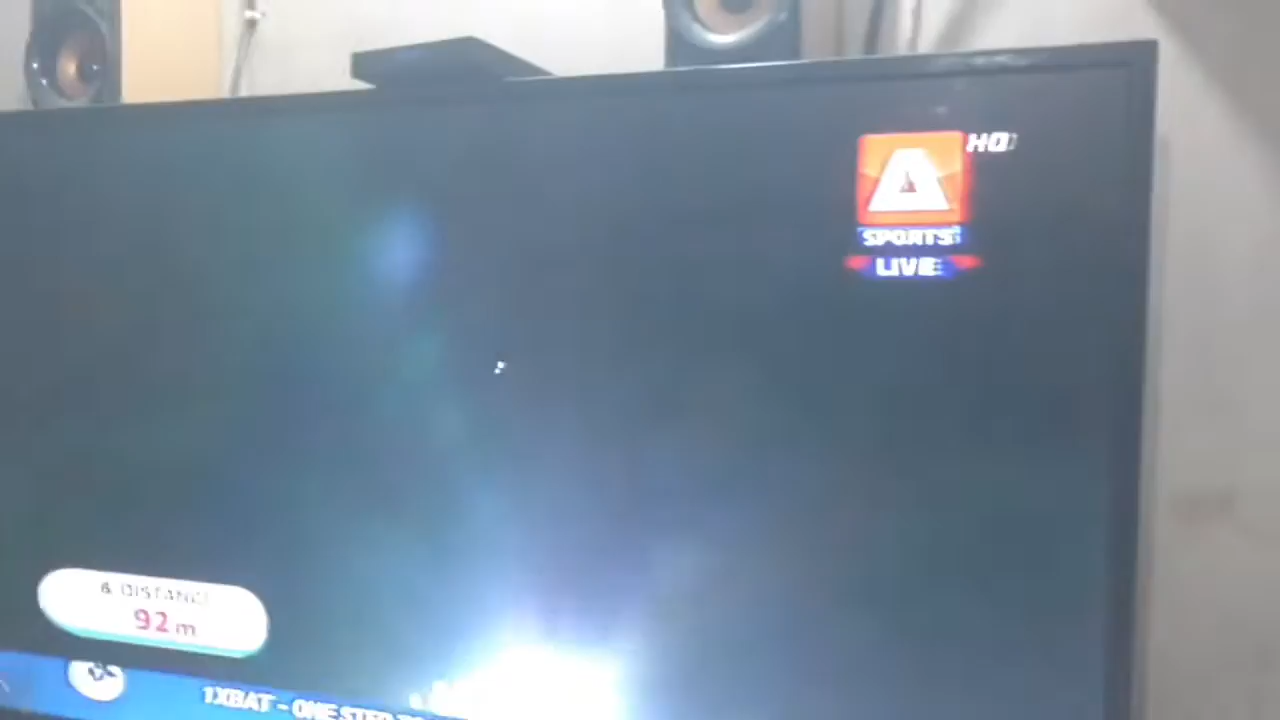 HD
SPORTS
LIVE
6 DISTANCE
92 m
1XBAT - ONE STEP